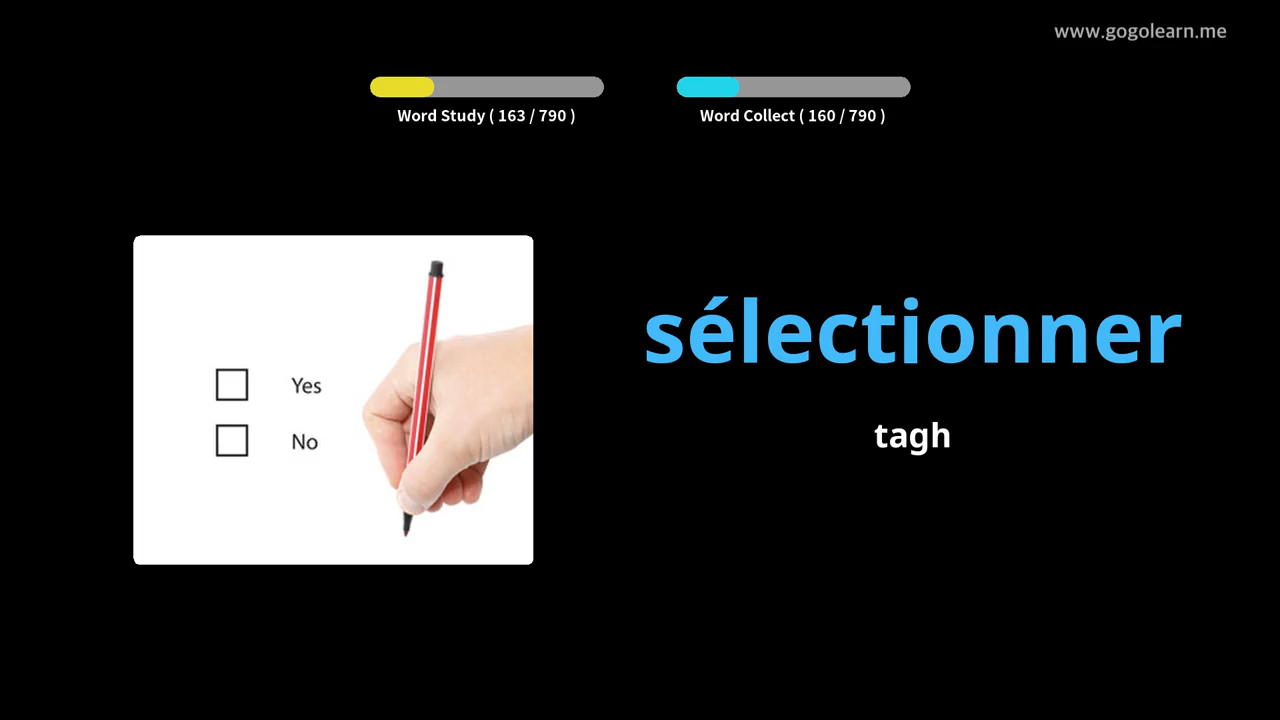 www.gogolearn.me
Word Study ( 163 / 790 )
Word Collect ( 160 / 790 )
Yes
No
sélectionner
tagh